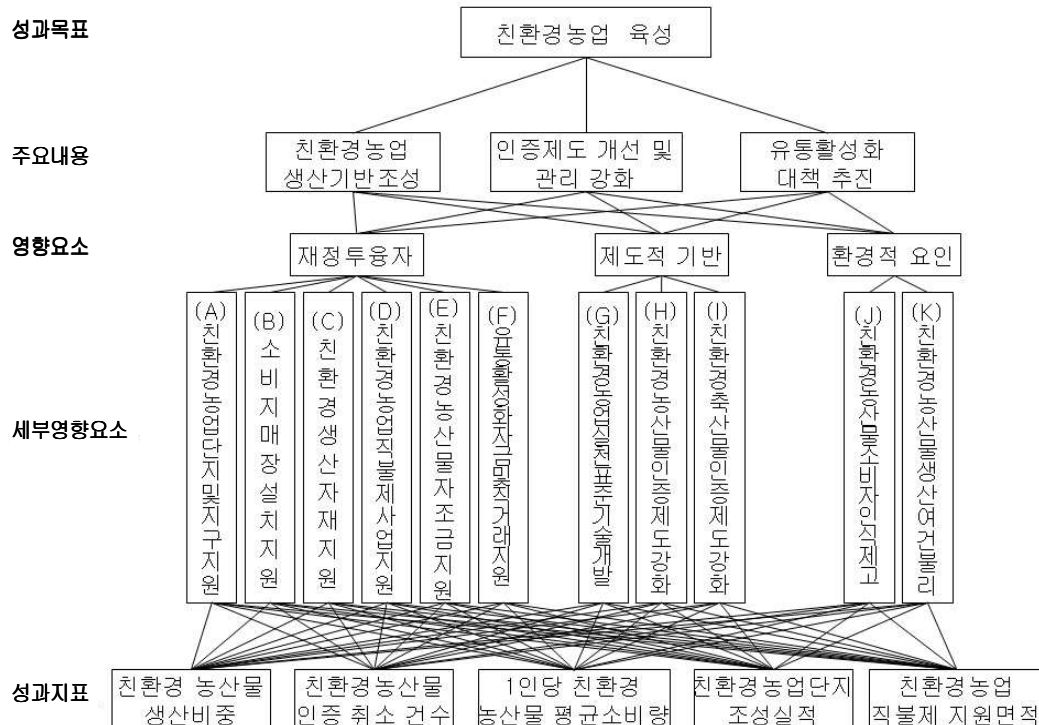 성과목표
친환경농업 육성
주요내용
친환경농업
생산기반조성
인증제도 개선 및
관리 강화
유통활성화
대책 추진
영향요소
재정투융자
제도적 기반
환경적 요인
세부영향요소
(A)친환경농업단지및지구지원
(B)소비지매장설치지원
(C)친환경생산자재지원
(D)친환경농업직불제사업지원
(E)친환경농산물자조금지원
(F)유통활성화자금및직거래지원
(G)친환경농업실천표준기술개발
(H)친환경농산물인증제도강화
(I)친환경축산물인증제도강화
(J)친환경농산물소비자인식제고
(K)친환경농산물생산여건불리
성과지표
친환경 농산물
생산비중
친환경농산물
인증 취소 건수
1인당 친환경
농산물 평균소비량
친환경농업단지
조성실적
친환경농업
직불제 지원면적